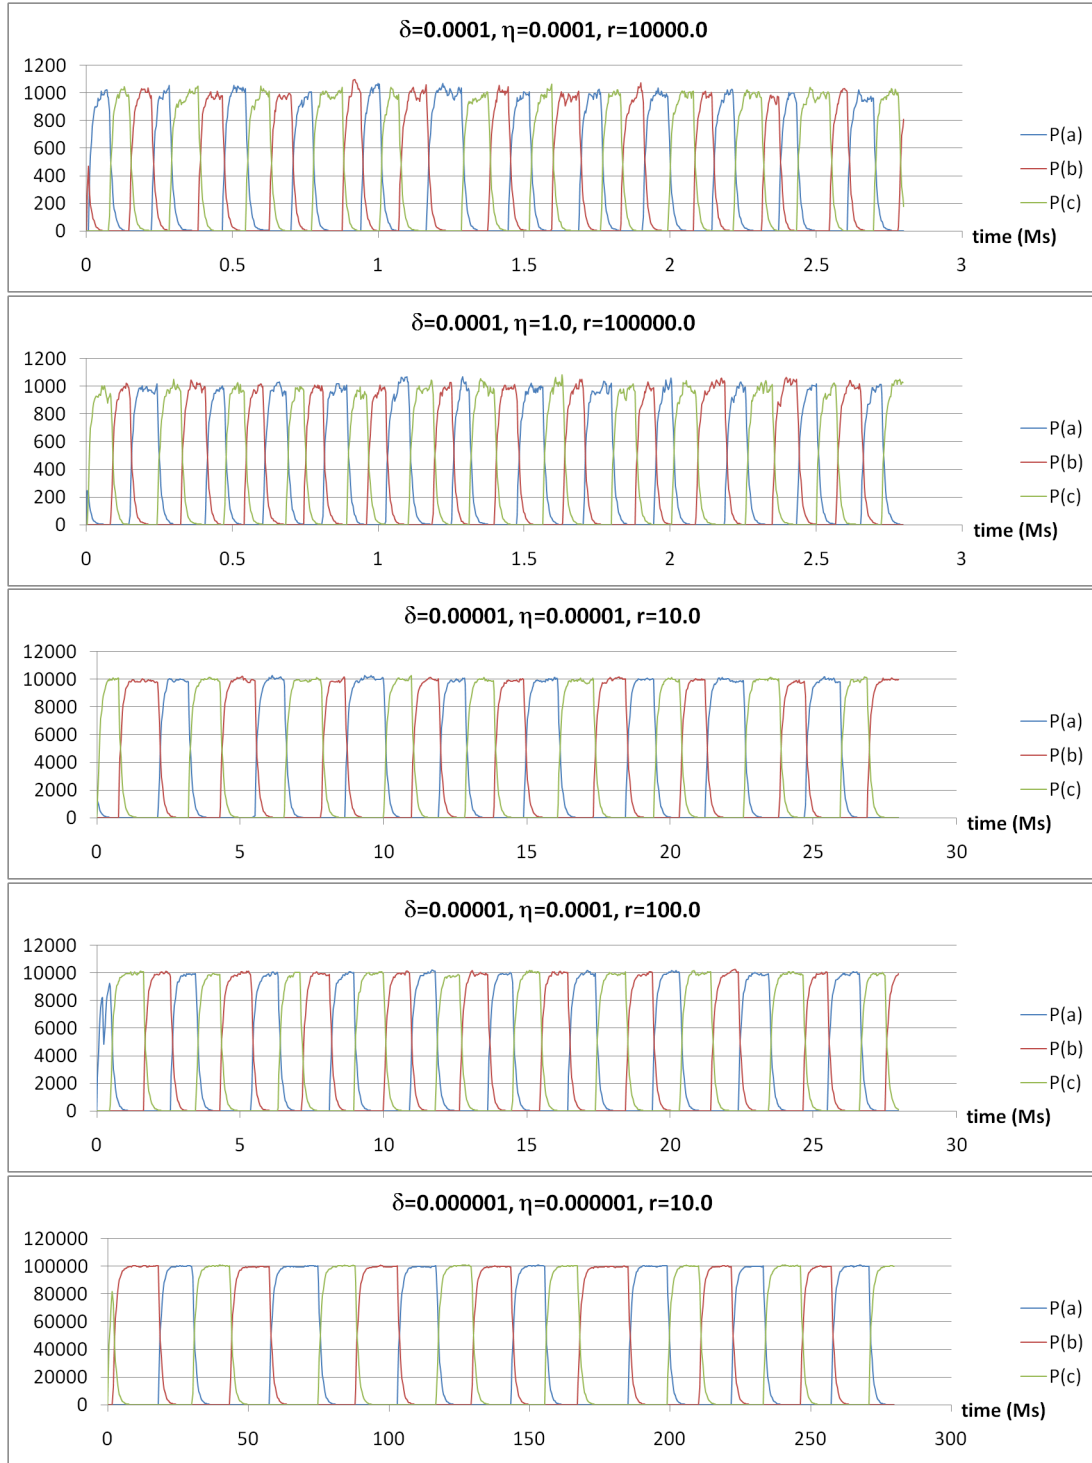 δ=0.0001, η=0.0001, r=10000.0
1200
1000
800
600
400
200
0
P(a)
P(b)
P(c)
time (Ms)
0 0.5 1 1.5 2 2.5 3
δ=0.0001, η=1.0, r=100000.0
1200
1000
800
600
400
200
0
P(a)
P(b)
P(c)
time (Ms)
0 0.5 1 1.5 2 2.5 3
δ=0.00001, η=0.00001, r=10.0
12000
10000
8000
6000
4000
2000
0
P(a)
P(b)
P(c)
time (Ms)
0 5 10 15 20 25 30
δ=0.00001, η=0.0001, r=100.0
12000
10000
8000
6000
4000
2000
0
P(a)
P(b)
P(c)
time (Ms)
0 5 10 15 20 25 30
δ=0.000001, η=0.000001, r=10.0
120000
100000
80000
60000
40000
20000
0
P(a)
P(b)
P(c)
time (Ms)
0 50 100 150 200 250 300